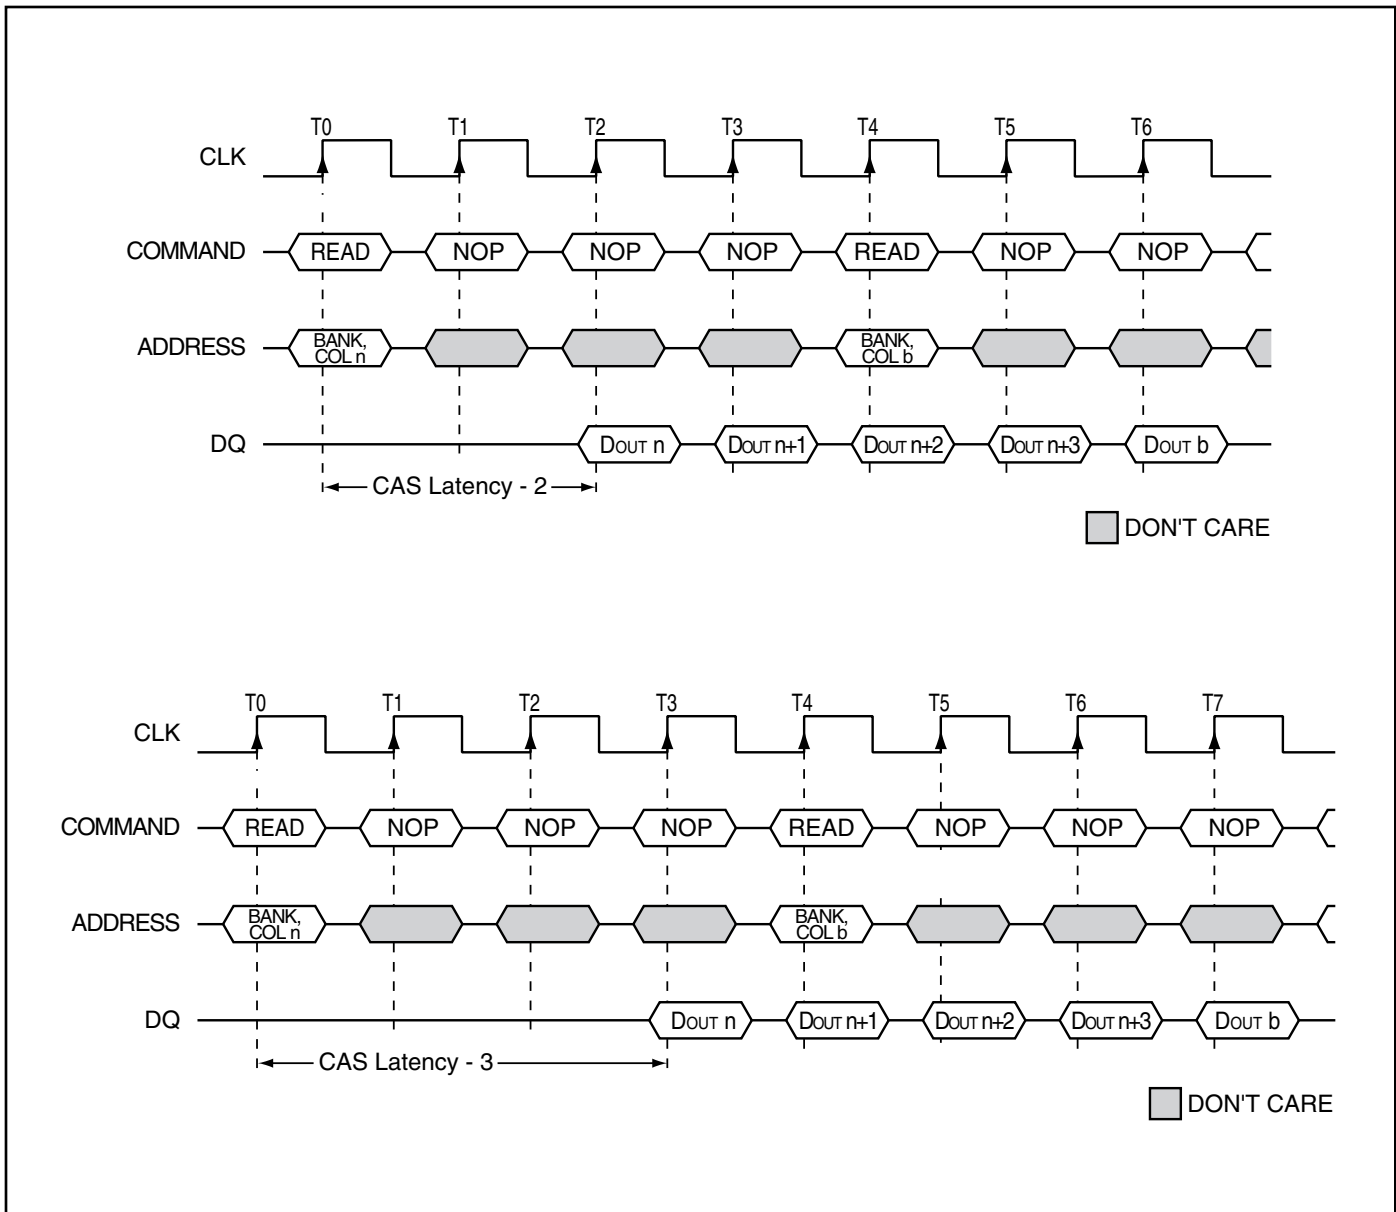 T0 T1 T2 T3 T4 T5 T6
CLK
COMMAND READ NOP NOP NOP READ NOP NOP
ADDRESS BANK, COL n BANK, COL b
DQ DOUT n DOUT n+1 DOUT n+2 DOUT n+3 DOUT b
CAS Latency - 2
DON'T CARE
T0 T1 T2 T3 T4 T5 T6 T7
CLK
COMMAND READ NOP NOP NOP READ NOP NOP NOP
ADDRESS BANK, COL n BANK, COL b
DQ DOUT n DOUT n+1 DOUT n+2 DOUT n+3 DOUT b
CAS Latency - 3
DON'T CARE